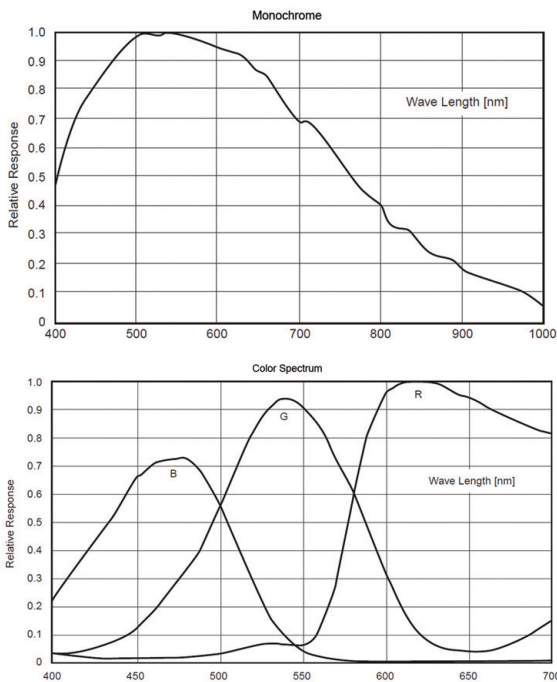 Monochrome
Relative Response
1.0
0.9
0.8
0.7
0.6
0.5
0.4
0.3
0.2
0.1
0
Wave Length [nm]
400 500 600 700 800 900 1000
Color Spectrum
Relative Response
1.0
0.9
0.8
0.7
0.6
0.5
0.4
0.3
0.2
0.1
0
B
G
R
Wave Length [nm]
400 450 500 550 600 650 700